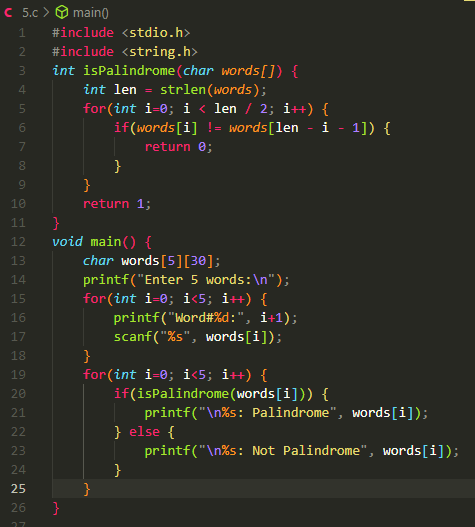 C 5.c > main()
1 #include <stdio.h>
2 #include <string.h>
3 int isPalindrome(char words[]) {
4     int len = strlen(words);
5     for(int i=0; i < len / 2; i++) {
6         if(words[i] != words[len - i - 1]) {
7             return 0;
8         }
9     }
10     return 1;
11 }
12 void main() {
13     char words[5][30];
14     printf("Enter 5 words:\n");
15     for(int i=0; i<5; i++) {
16         printf("Word#%d:", i+1);
17         scanf("%s", words[i]);
18     }
19     for(int i=0; i<5; i++) {
20         if(isPalindrome(words[i])) {
21             printf("\n%s: Palindrome", words[i]);
22         } else {
23             printf("\n%s: Not Palindrome", words[i]);
24         }
25     }
26 }
27